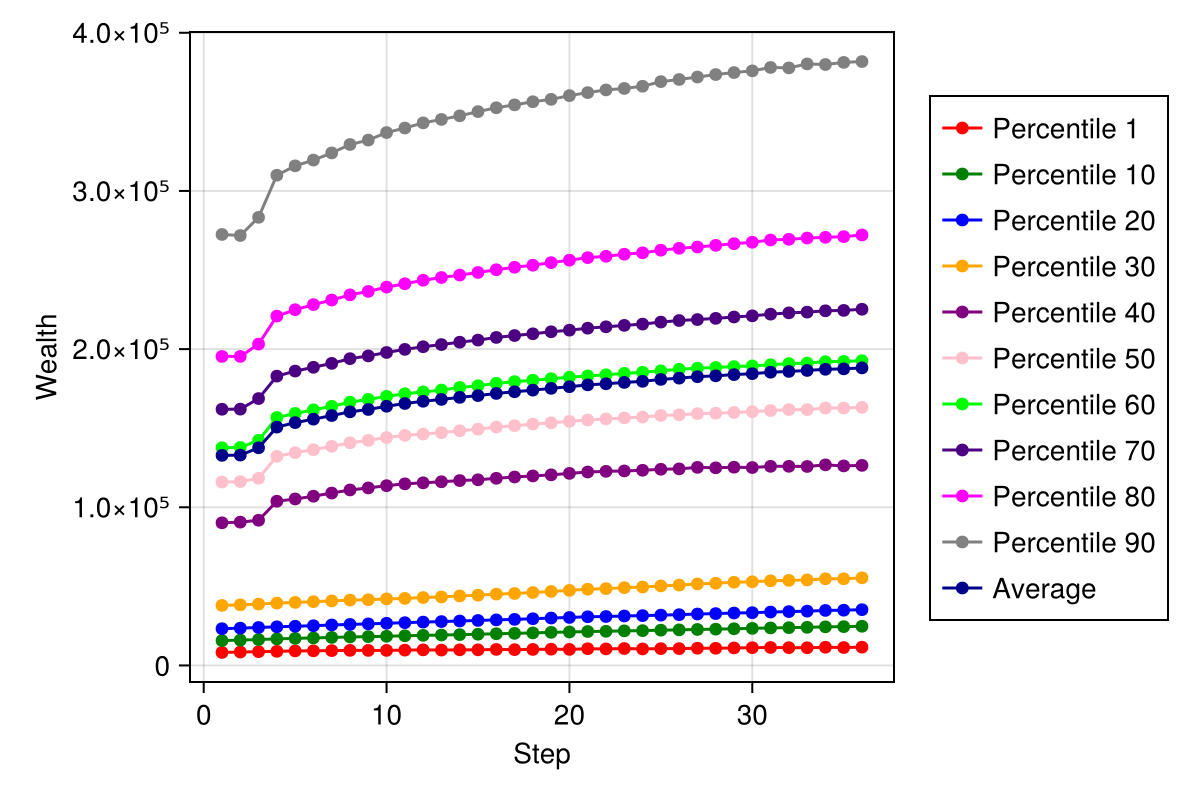 4.0×10⁵
3.0×10⁵
2.0×10⁵
1.0×10⁵
0
Wealth
0 10 20 30
Step
Percentile 1
Percentile 10
Percentile 20
Percentile 30
Percentile 40
Percentile 50
Percentile 60
Percentile 70
Percentile 80
Percentile 90
Average